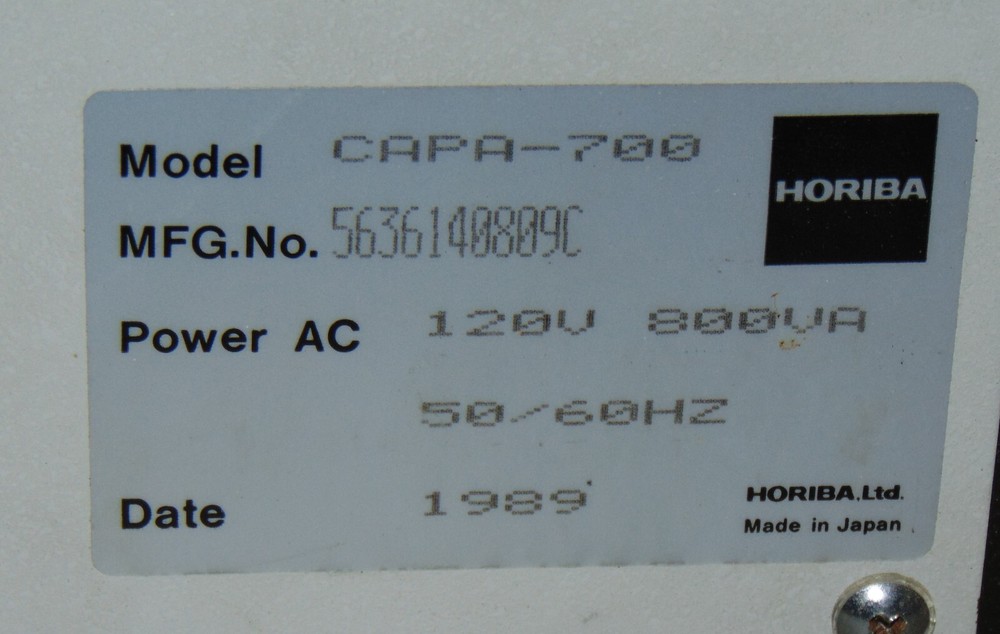 Model CAPA-700
HORIBA
MFG.No. 5636140809C
Power AC 120V 800VA
50/60HZ
Date 1989
HORIBA,Ltd.
Made in Japan